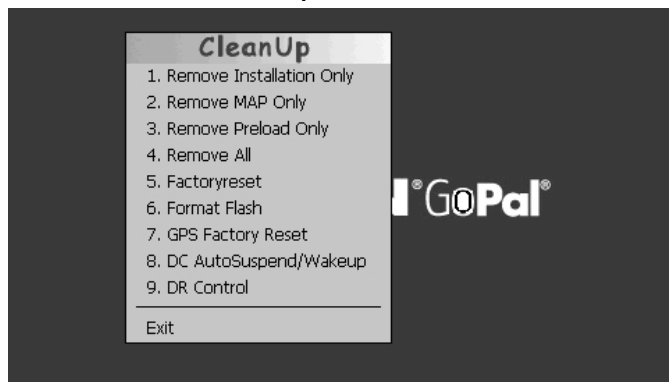 CleanUp
1. Remove Installation Only
2. Remove MAP Only
3. Remove Preload Only
4. Remove All
5. Factoryreset
6. Format Flash
7. GPS Factory Reset
8. DC AutoSuspend/Wakeup
9. DR Control
Exit
®GoPal®